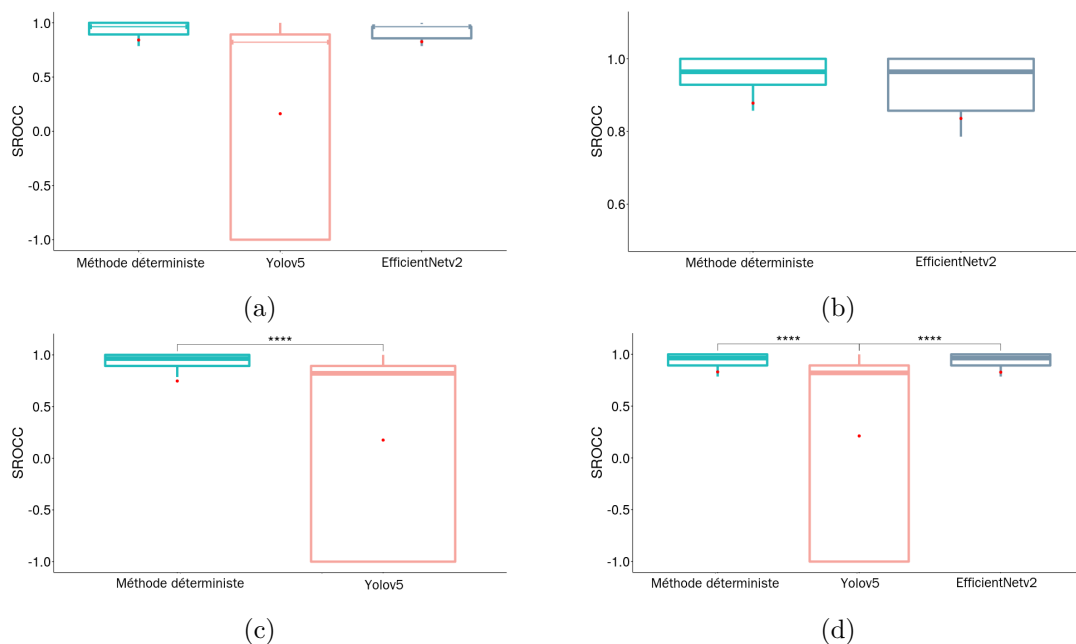 SROCC
1.0
0.5
0.0
-0.5
-1.0
Méthode déterministe Yolov5 EfficientNetv2
(a)
SROCC
1.0
0.8
0.6
Méthode déterministe EfficientNetv2
(b)
SROCC
1.0
0.5
0.0
-0.5
-1.0
****
Méthode déterministe Yolov5
(c)
SROCC
1.0
0.5
0.0
-0.5
-1.0
**** ****
Méthode déterministe Yolov5 EfficientNetv2
(d)